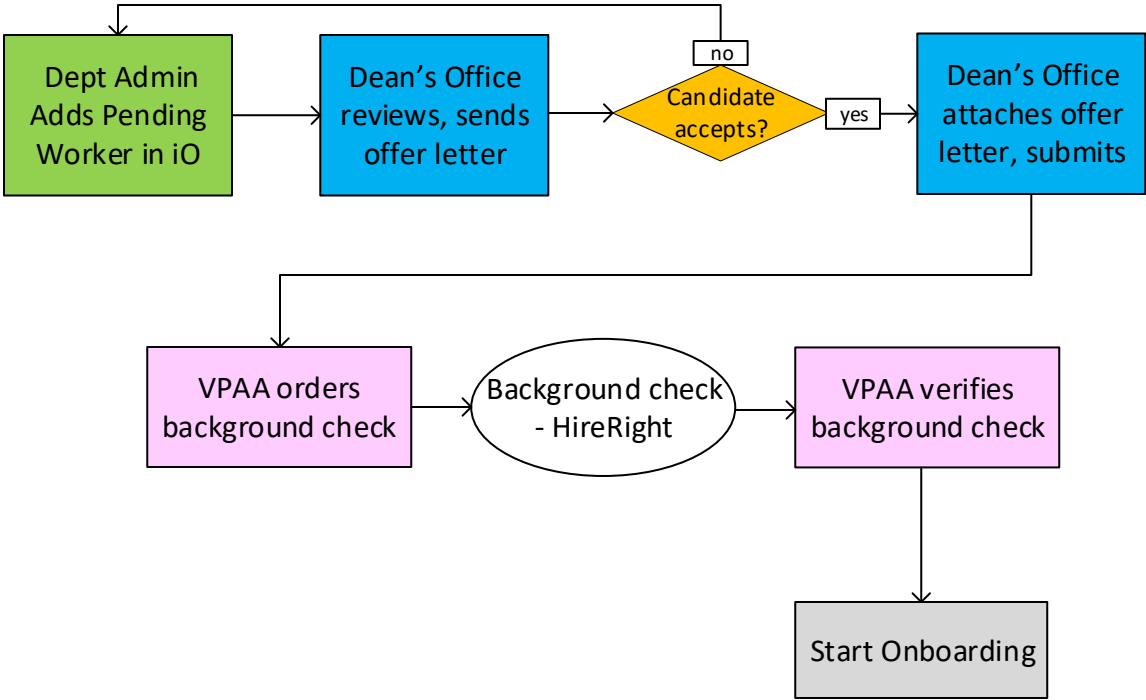 Dept Admin
Adds Pending
Worker in iO
Dean’s Office
reviews, sends
offer letter
no
Candidate
accepts?
yes
Dean’s Office
attaches offer
letter, submits
VPAA orders
background check
Background check
- HireRight
VPAA verifies
background check
Start Onboarding